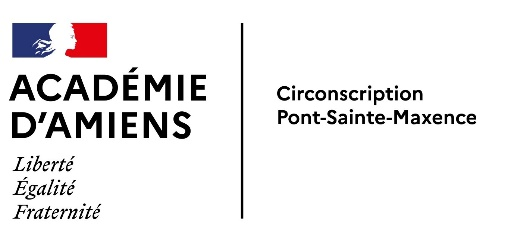 ACADÉMIE
D'AMIENS
Liberté
Égalité
Fraternité
Circonscription
Pont-Sainte-Maxence